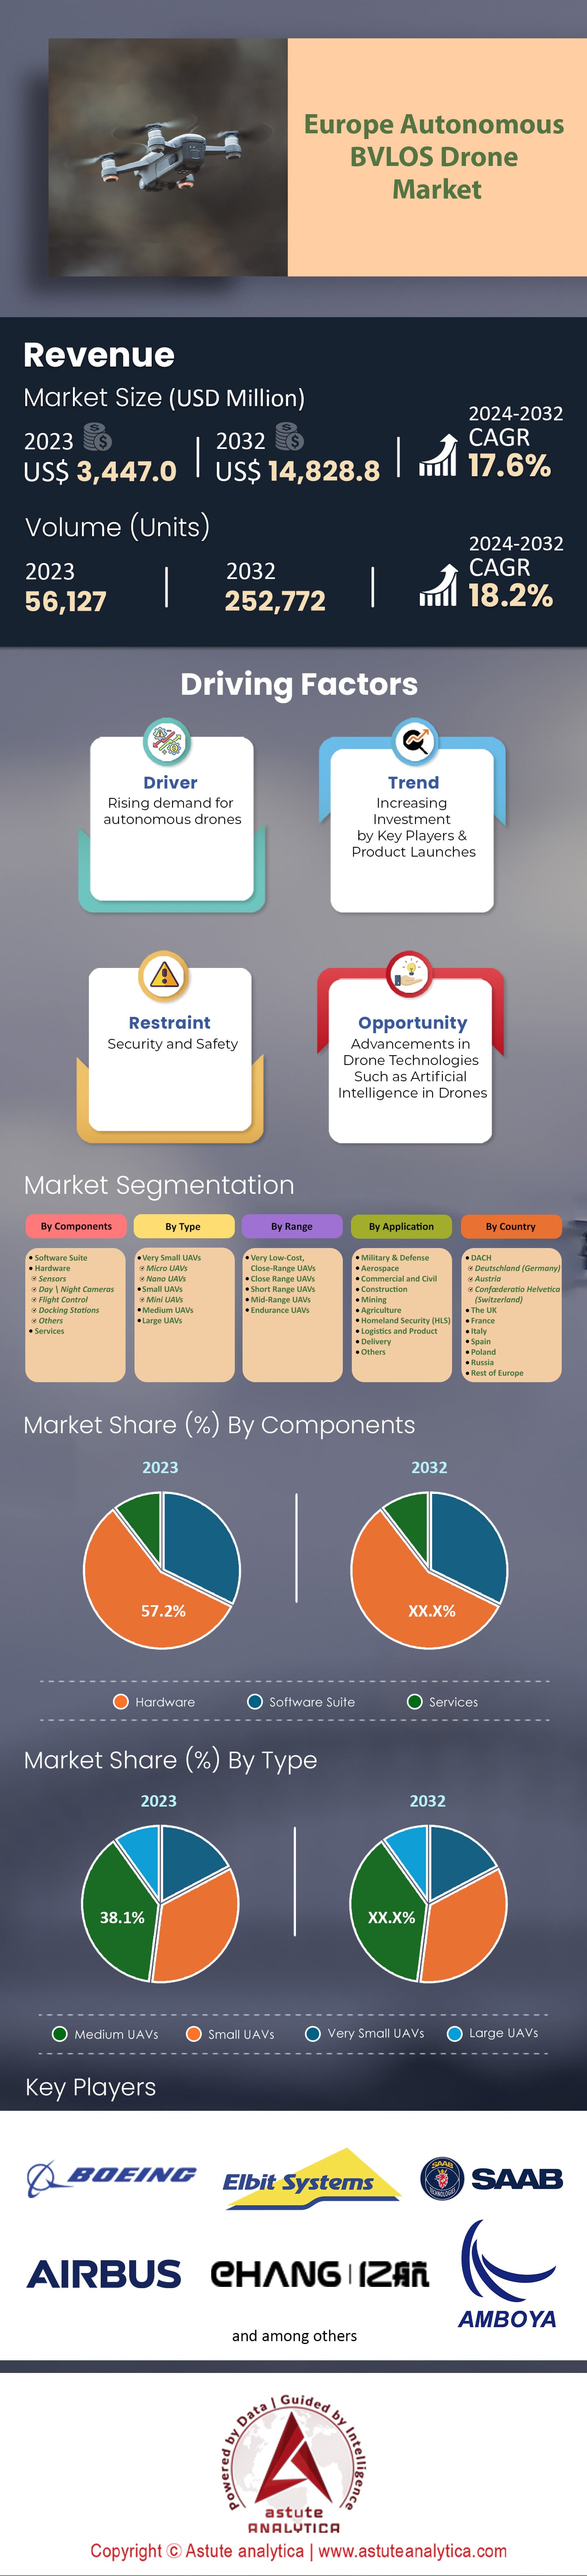 Europe Autonomous
BVLOS Drone
Market
Revenue
Market Size (USD Million)
2023
US$ 3,447.0
2032
US$ 14,828.8
2024-2032
CAGR
17.6%
Volume (Units)
2023
56,127
2032
252,772
2024-2032
CAGR
18.2%
Driving Factors
Driver
Rising demand for
autonomous drones
Trend
Increasing
Investment
by Key Players &
Product Launches
Restraint
Security and Safety
Opportunity
Advancements in
Drone Technologies
Such as Artificial
Intelligence in Drones
Market Segmentation
By Components
Software Suite
Hardware
Sensors
Day \ Night Cameras
Flight Control
Docking Stations
Others
Services
By Type
Very Small UAVs
Micro UAVs
Nano UAVs
Small UAVs
Mini UAVs
Medium UAVs
Large UAVs
By Range
Very Low-Cost,
Close-Range UAVs
Close Range UAVs
Short Range UAVs
Mid-Range UAVs
Endurance UAVs
By Application
Military & Defense
Aerospace
Commercial and Civil
Construction
Mining
Agriculture
Homeland Security (HLS)
Logistics and Product
Delivery
Others
By Country
DACH
Deutschland (Germany)
Austria
Confœderatio Helvetica
(Switzerland)
The UK
France
Italy
Spain
Poland
Russia
Rest of Europe
Market Share (%) By Components
2023
2032
57.2%
XX.X%
Hardware
Software Suite
Services
Market Share (%) By Type
2023
2032
38.1%
XX.X%
Medium UAVs
Small UAVs
Very Small UAVs
Large UAVs
Key Players
BOEING
Elbit Systems
SAAB
TECHNOLOGIES
SAAB
AIRBUS
EHANG | 亿航
AMBOYA
and among others
Powered by Data | Guided by Intelligence
astute
ANALYTICA
Copyright © Astute analytica | www.astuteanalytica.com